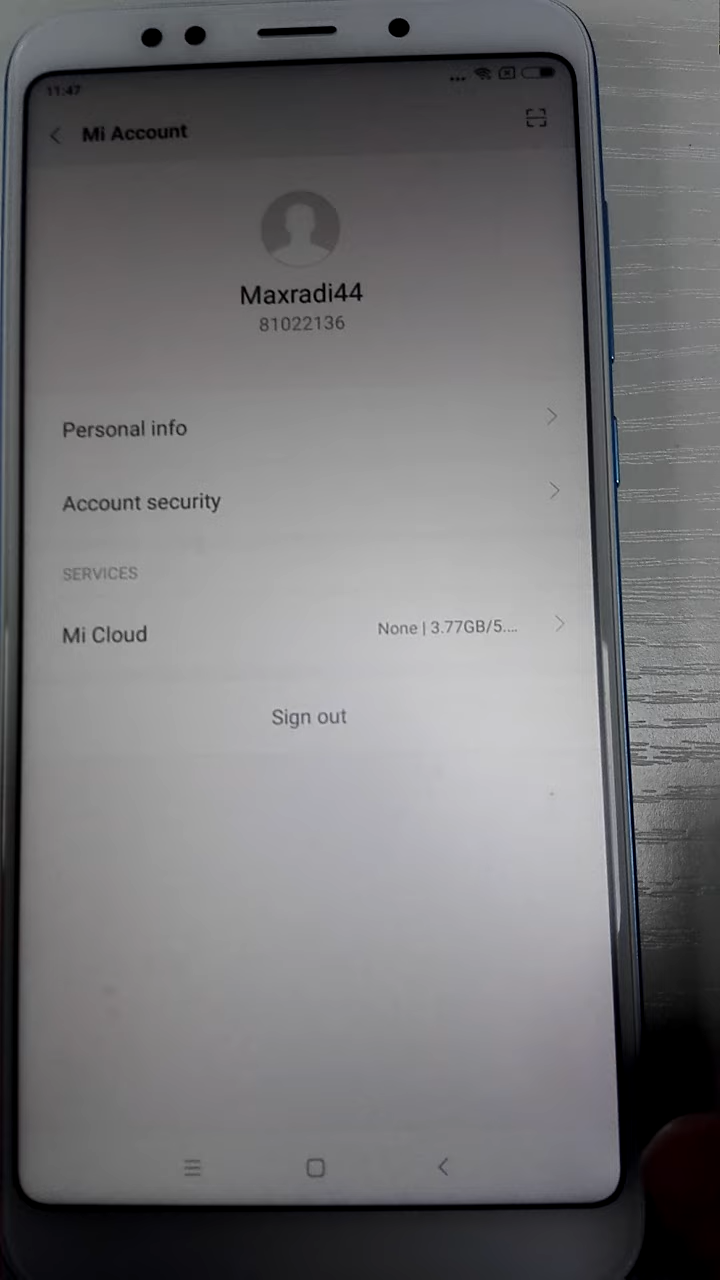 11:47
Mi Account
Maxradi44
81022136
Personal info
Account security
SERVICES
Mi Cloud
None | 3.77GB/5....
Sign out